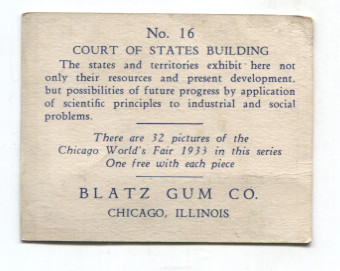 No. 16
COURT OF STATES BUILDING
The states and territories exhibit here not
only their resources and present development,
but possibilities of future progress by application
of scientific principles to industrial and social
problems.
There are 32 pictures of the
Chicago World's Fair 1933 in this series
One free with each piece
BLATZ GUM CO.
CHICAGO, ILLINOIS